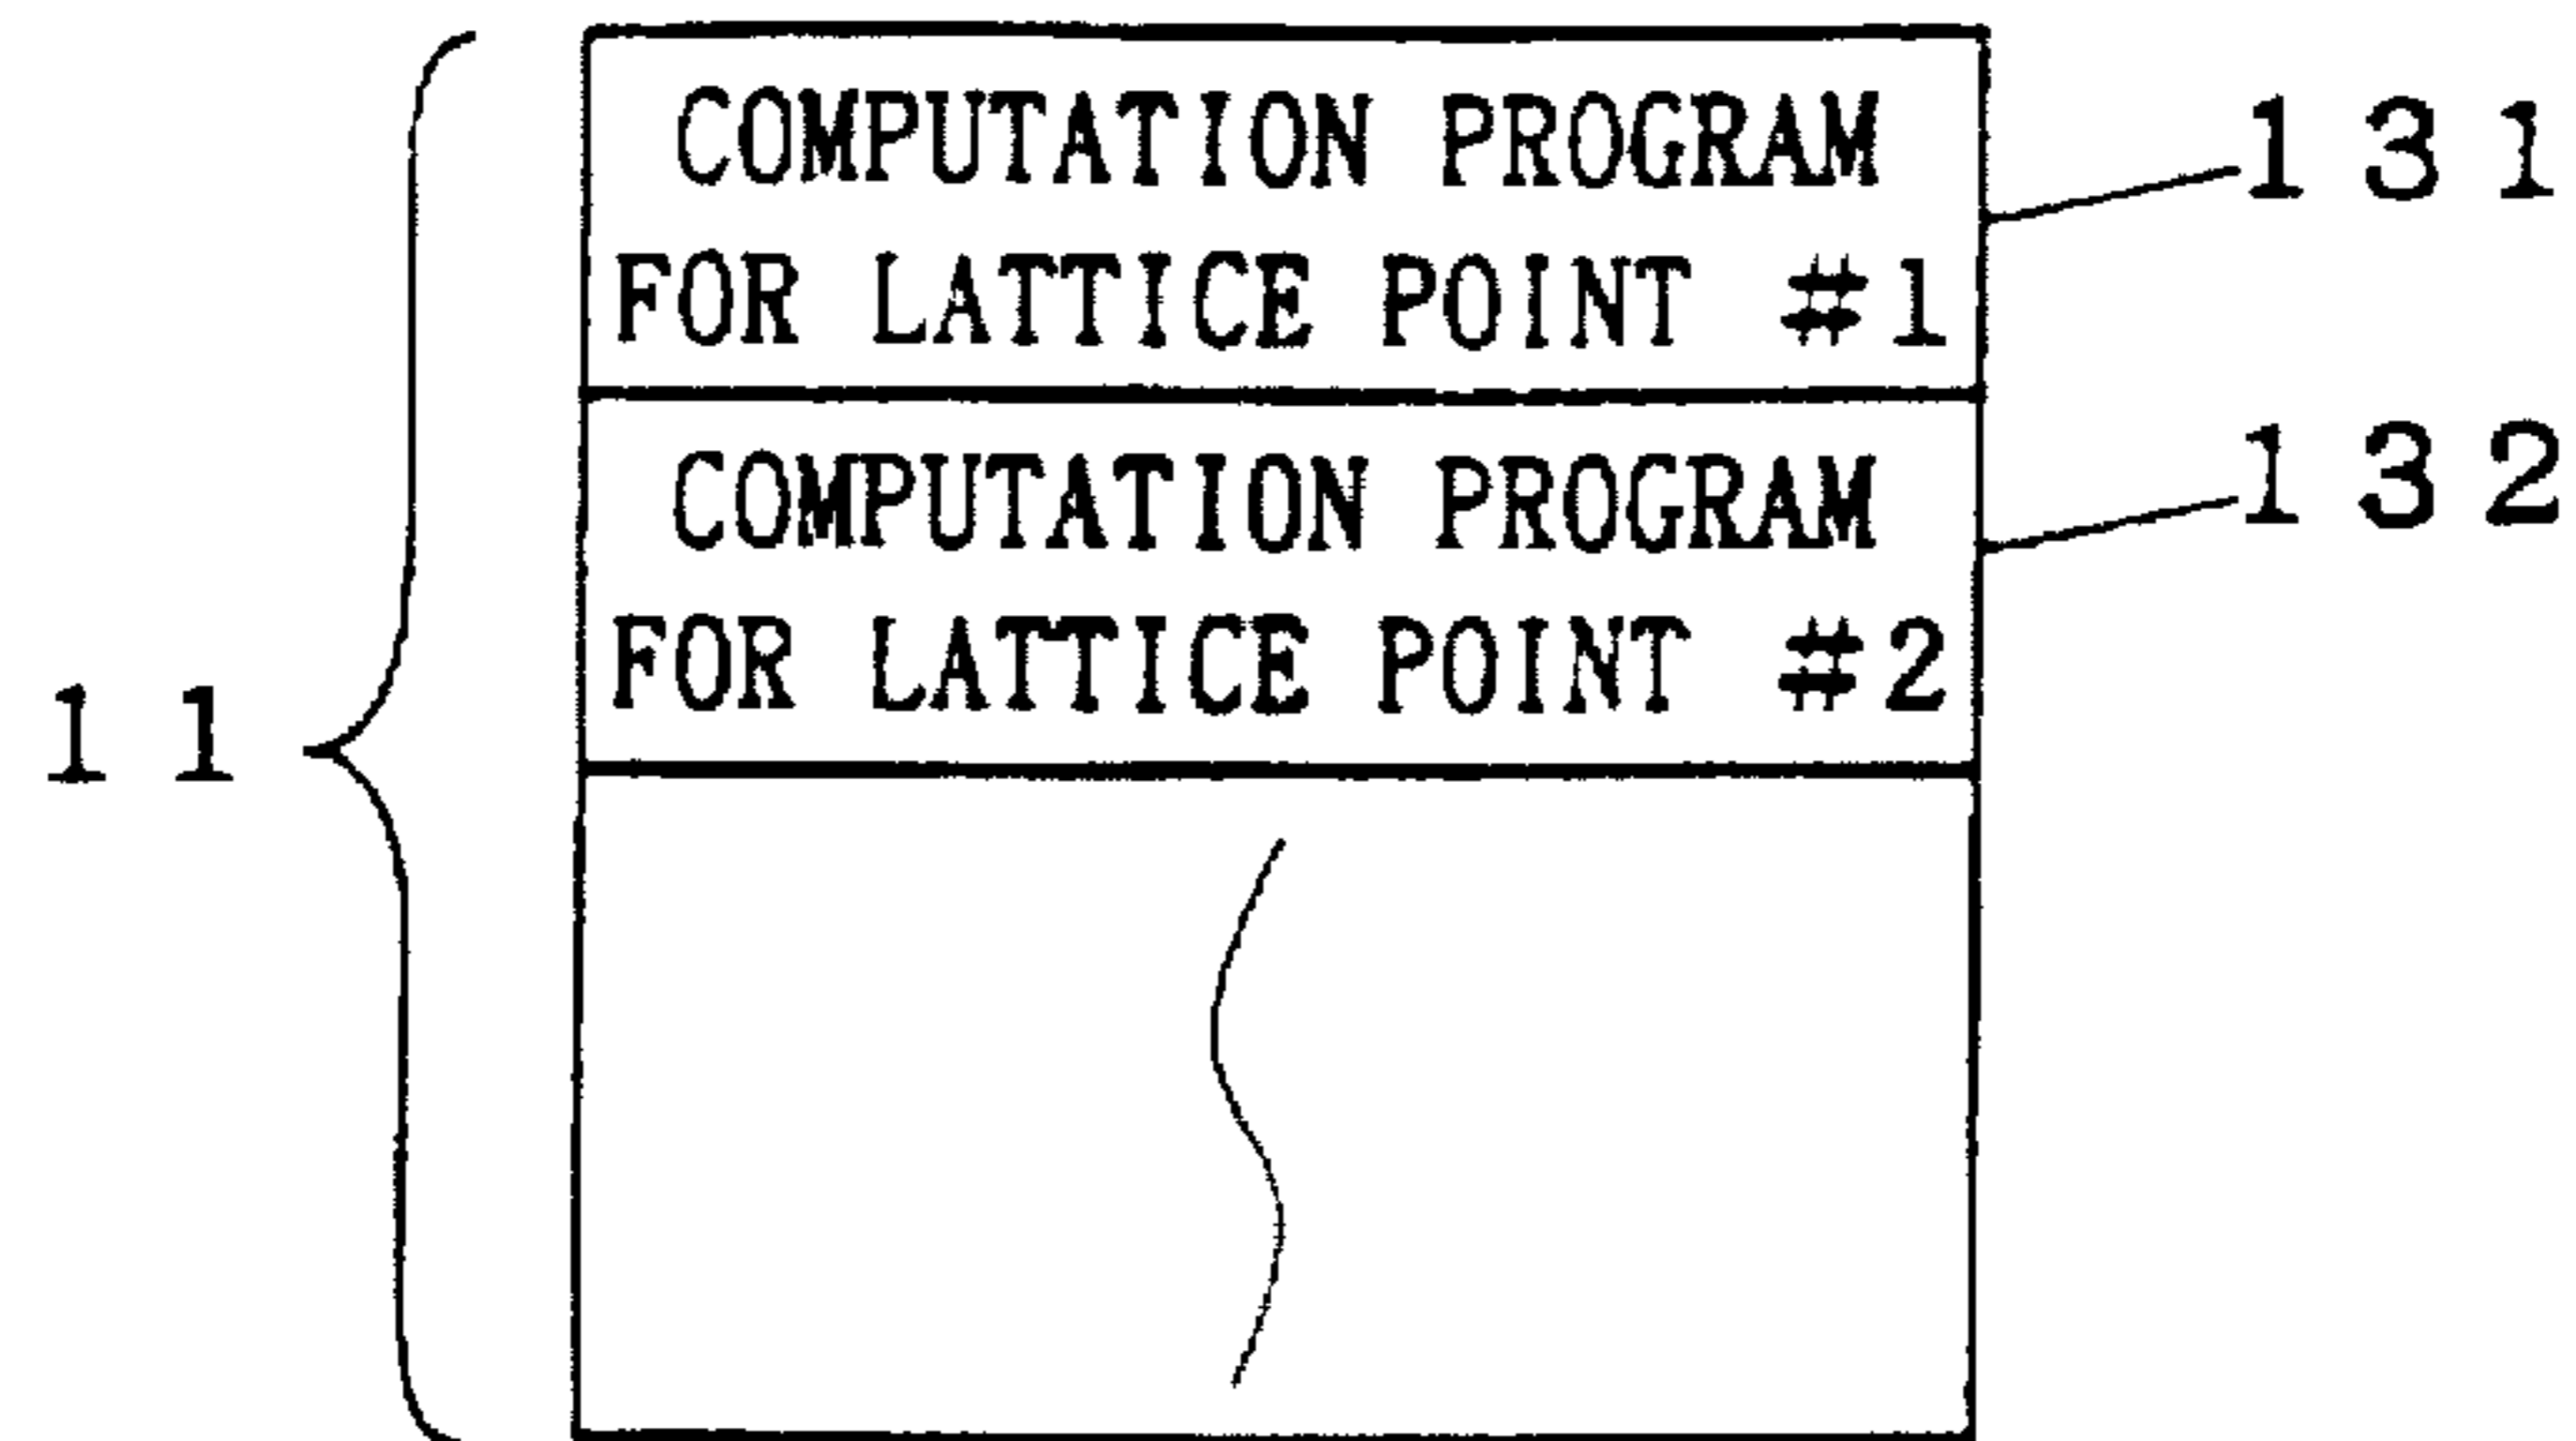 COMPUTATION PROGRAM
FOR LATTICE POINT #1
131
COMPUTATION PROGRAM
FOR LATTICE POINT #2
132
11